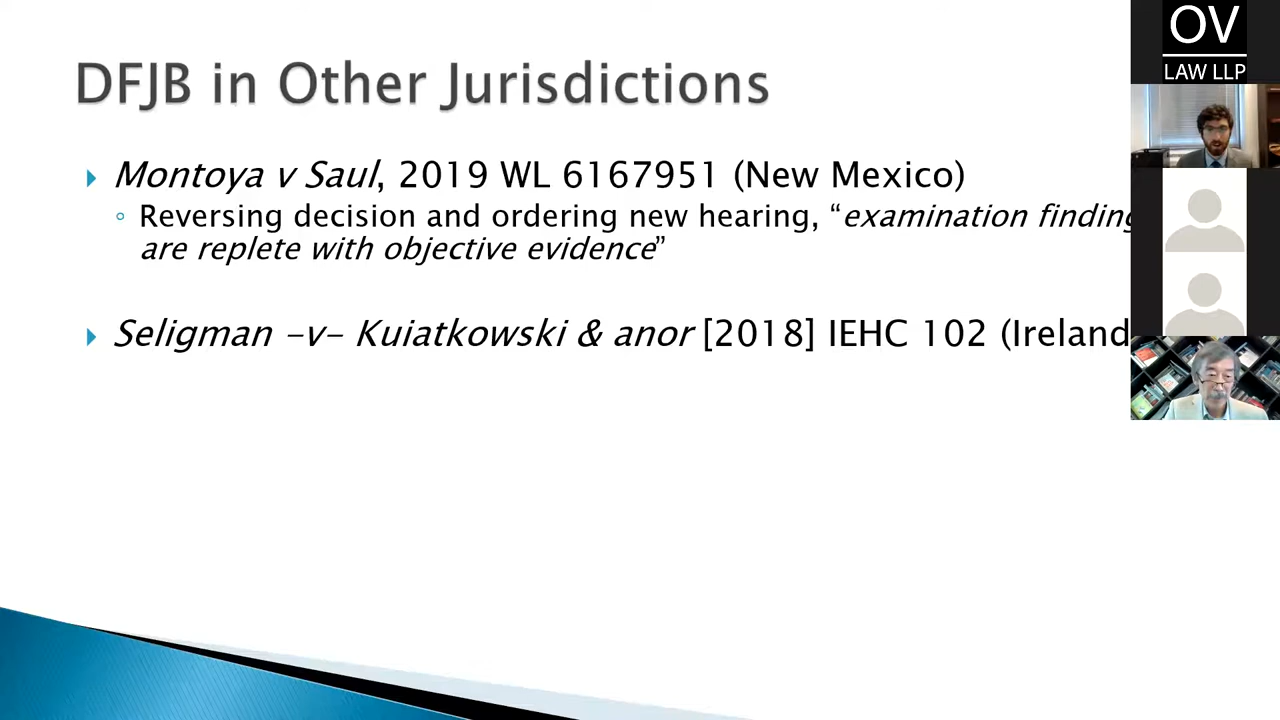 DFJB in Other Jurisdictions
Montoya v Saul, 2019 WL 6167951 (New Mexico)
Reversing decision and ordering new hearing, “examination finding
are replete with objective evidence”
Seligman -v- Kuiatkowski & anor [2018] IEHC 102 (Ireland
OV
LAW LLP